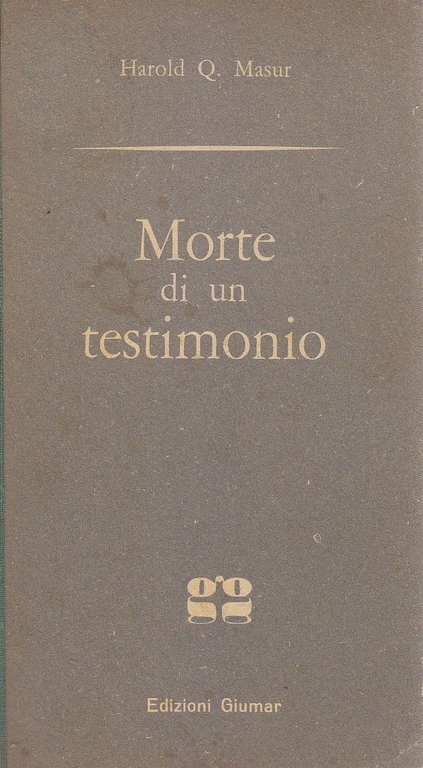 Harold Q. Masur
Morte
di un
testimonio
g*g
Edizioni Giumar